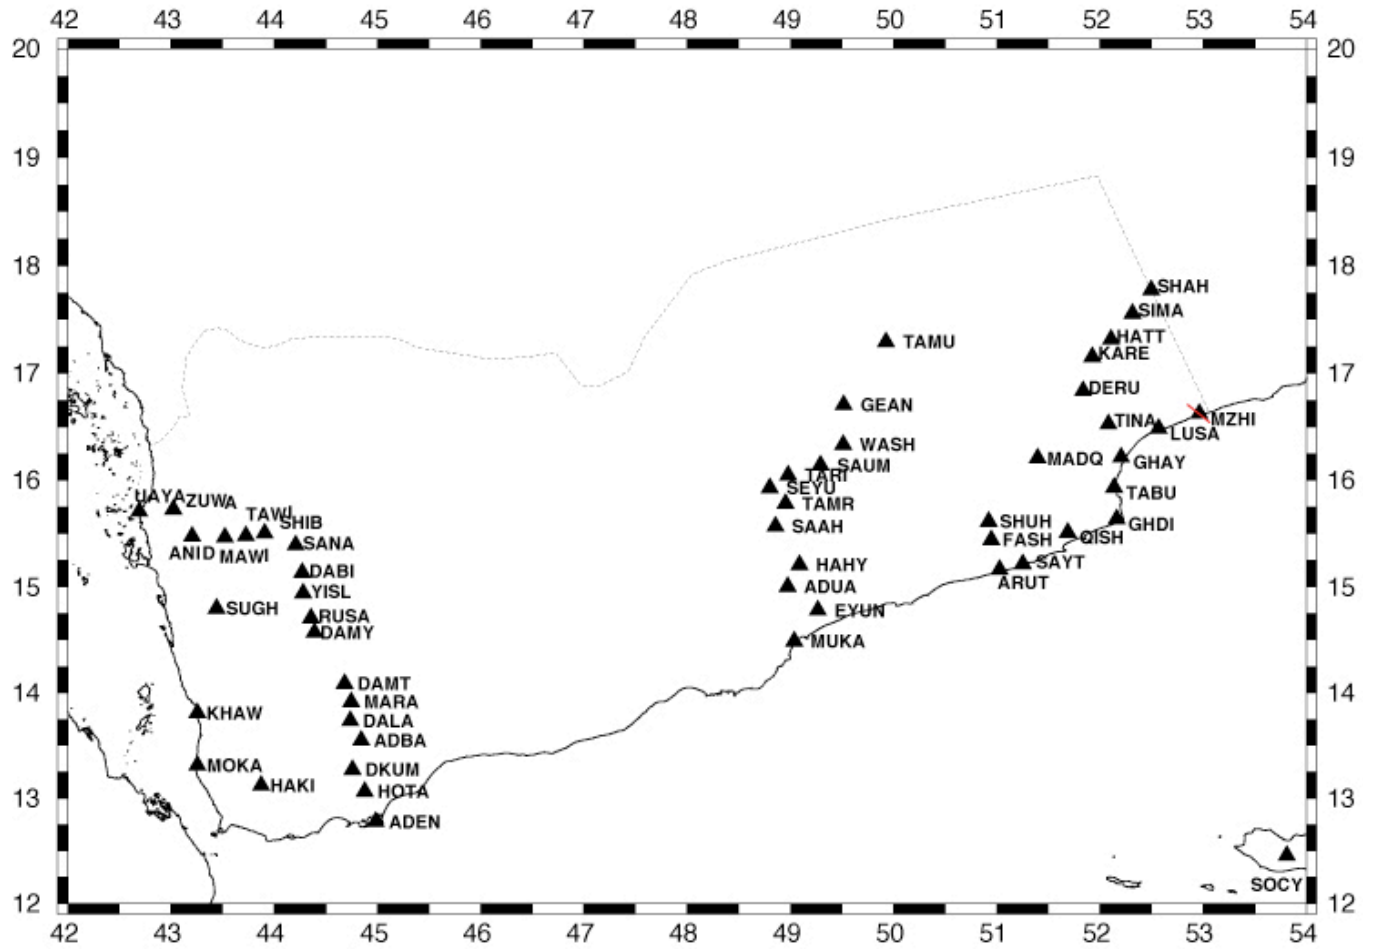 42 43 44 45 46 47 48 49 50 51 52 53 54
20 20
19 19
18 18
SHAH
SIMA
HATT
TAMU
KARE
17 17
DERU
GEAN
TINA MZHI
LUSA
WASH
MADQ GHAY
SAUM
TARI
16 16
SEYU
TABU
UAYA ZUWA
TAMR
TAWI
SHIB
SHUH GHDI
SAAH
FASH QISH
SANA
ANID MAWI
HAHY SAYT
DABI
ARUT
15 15
ADUA
YISL
SUGH EYUN
RUSA
DAMY
MUKA
14 14
DAMT
MARA
KHAW
DALA
ADBA
MOKA DKUM
HAKI HOTA
13 13
ADEN
SOCY
12 12
42 43 44 45 46 47 48 49 50 51 52 53 54